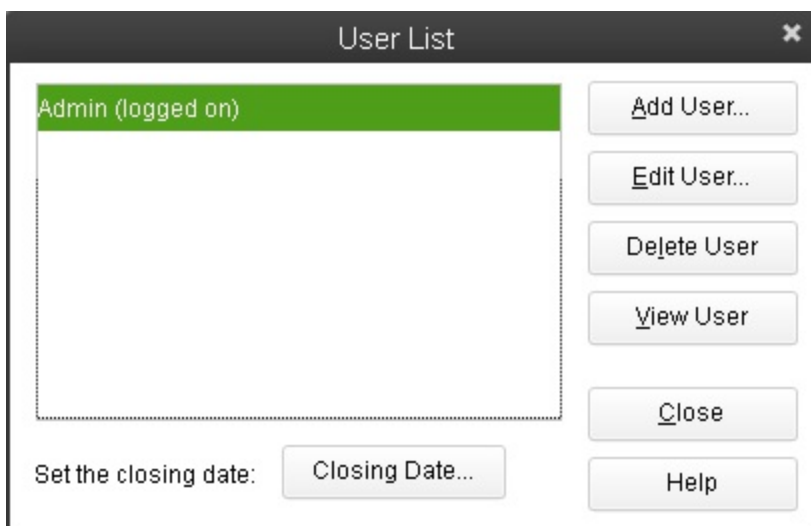 User List
Admin (logged on)
Add User...
Edit User...
Delete User
View User
Close
Set the closing date:
Closing Date...
Help